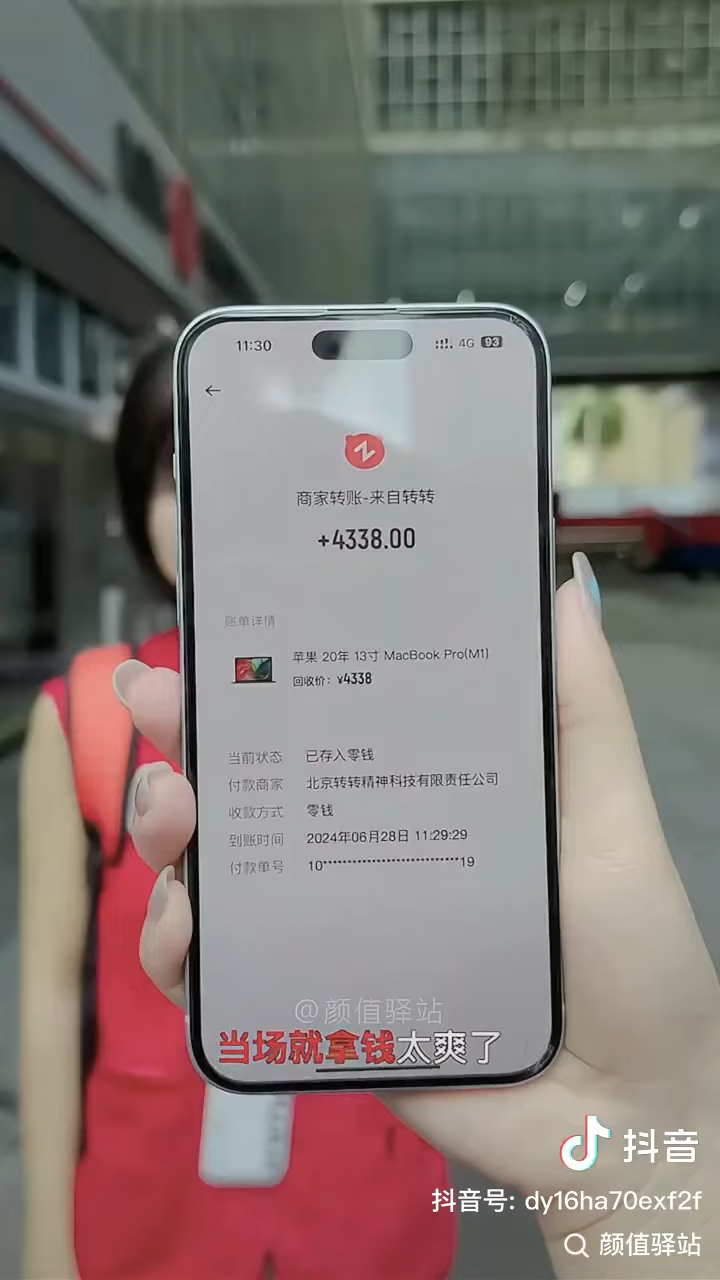 11:30
4G 93
商家转账-来自转转
+4338.00
账单详情
苹果 20年 13寸 MacBook Pro(M1)
回收价：¥4338
当前状态 已存入零钱
付款商家 北京转转精神科技有限责任公司
收款方式 零钱
到账时间 2024年06月28日 11:29:29
付款单号 10**************************19
@颜值驿站
当场就拿钱太爽了
抖音
抖音号: dy16ha70exf2f
颜值驿站